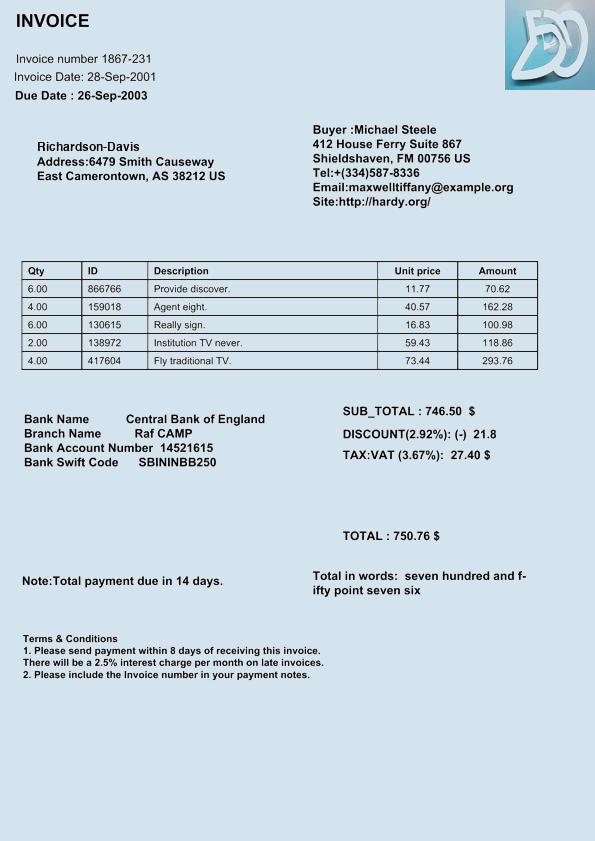 INVOICE
Invoice number 1867-231
Invoice Date: 28-Sep-2001
Due Date : 26-Sep-2003
Richardson-Davis
Address:6479 Smith Causeway
East Camerontown, AS 38212 US
Buyer :Michael Steele
412 House Ferry Suite 867
Shieldshaven, FM 00756 US
Tel:+(334)587-8336
Email:maxwelltiffany@example.org
Site:http://hardy.org/
Qty ID Description Unit price Amount
6.00 866766 Provide discover. 11.77 70.62
4.00 159018 Agent eight. 40.57 162.28
6.00 130615 Really sign. 16.83 100.98
2.00 138972 Institution TV never. 59.43 118.86
4.00 417604 Fly traditional TV. 73.44 293.76
Bank Name Central Bank of England
Branch Name Raf CAMP
Bank Account Number 14521615
Bank Swift Code SBININBB250
SUB_TOTAL : 746.50 $
DISCOUNT(2.92%): (-) 21.8
TAX:VAT (3.67%): 27.40 $
TOTAL : 750.76 $
Note:Total payment due in 14 days.
Total in words: seven hundred and f-
ifty point seven six
Terms & Conditions
1. Please send payment within 8 days of receiving this invoice.
There will be a 2.5% interest charge per month on late invoices.
2. Please include the Invoice number in your payment notes.